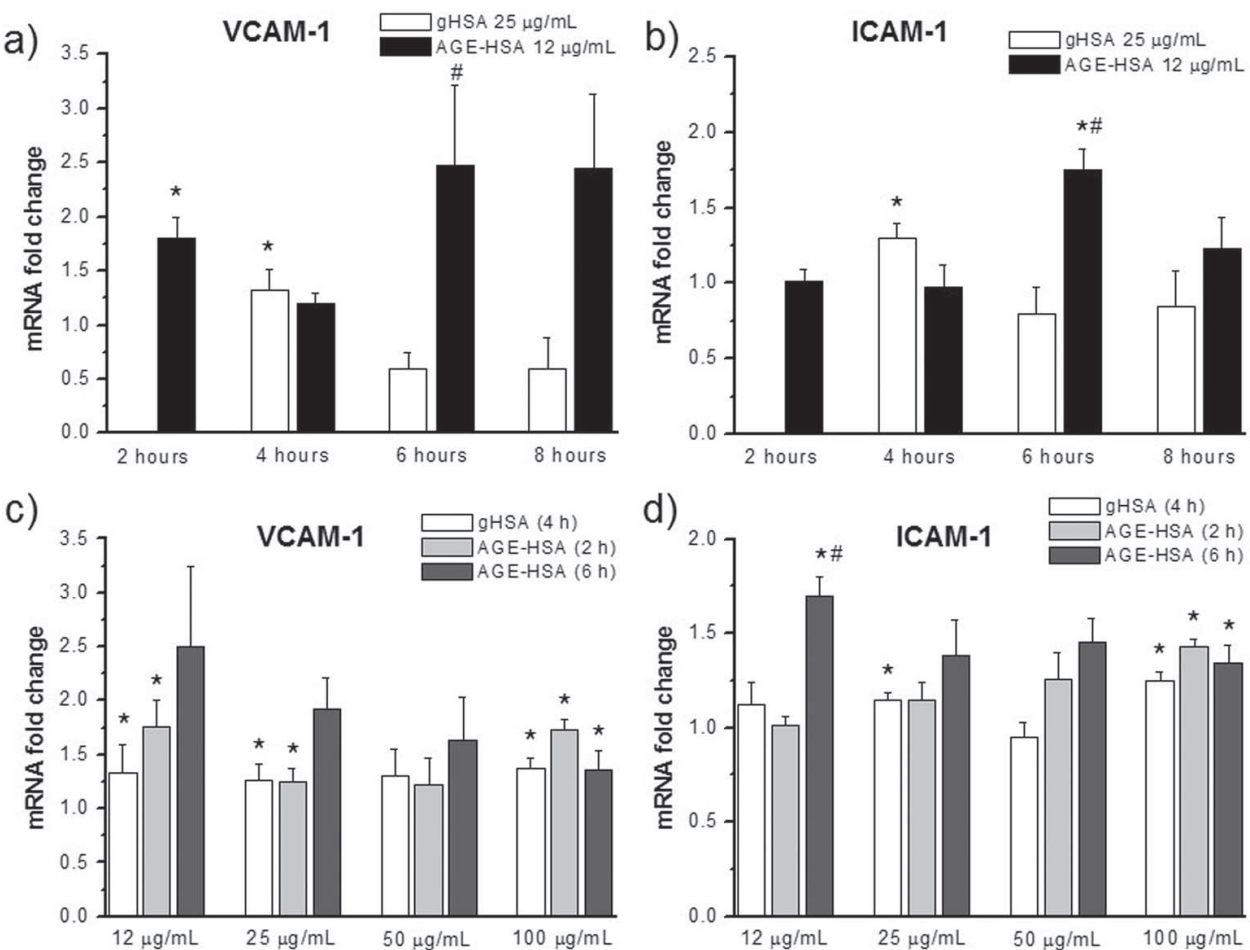 a)
VCAM-1
gHSA 25 μg/mL
AGE-HSA 12 μg/mL
mRNA fold change
3.5
3.0
2.5
2.0
1.5
1.0
0.5
0.0
*
*
#
2 hours 4 hours 6 hours 8 hours
b)
ICAM-1
gHSA 25 μg/mL
AGE-HSA 12 μg/mL
mRNA fold change
2.5
2.0
1.5
1.0
0.5
0.0
*
*#
2 hours 4 hours 6 hours 8 hours
c)
VCAM-1
gHSA (4 h)
AGE-HSA (2 h)
AGE-HSA (6 h)
mRNA fold change
3.5
3.0
2.5
2.0
1.5
1.0
0.5
0.0
* * * * * * *
12 μg/mL 25 μg/mL 50 μg/mL 100 μg/mL
d)
ICAM-1
gHSA (4 h)
AGE-HSA (2 h)
AGE-HSA (6 h)
mRNA fold change
2.0
1.5
1.0
0.5
0.0
*# * * * *
12 μg/mL 25 μg/mL 50 μg/mL 100 μg/mL